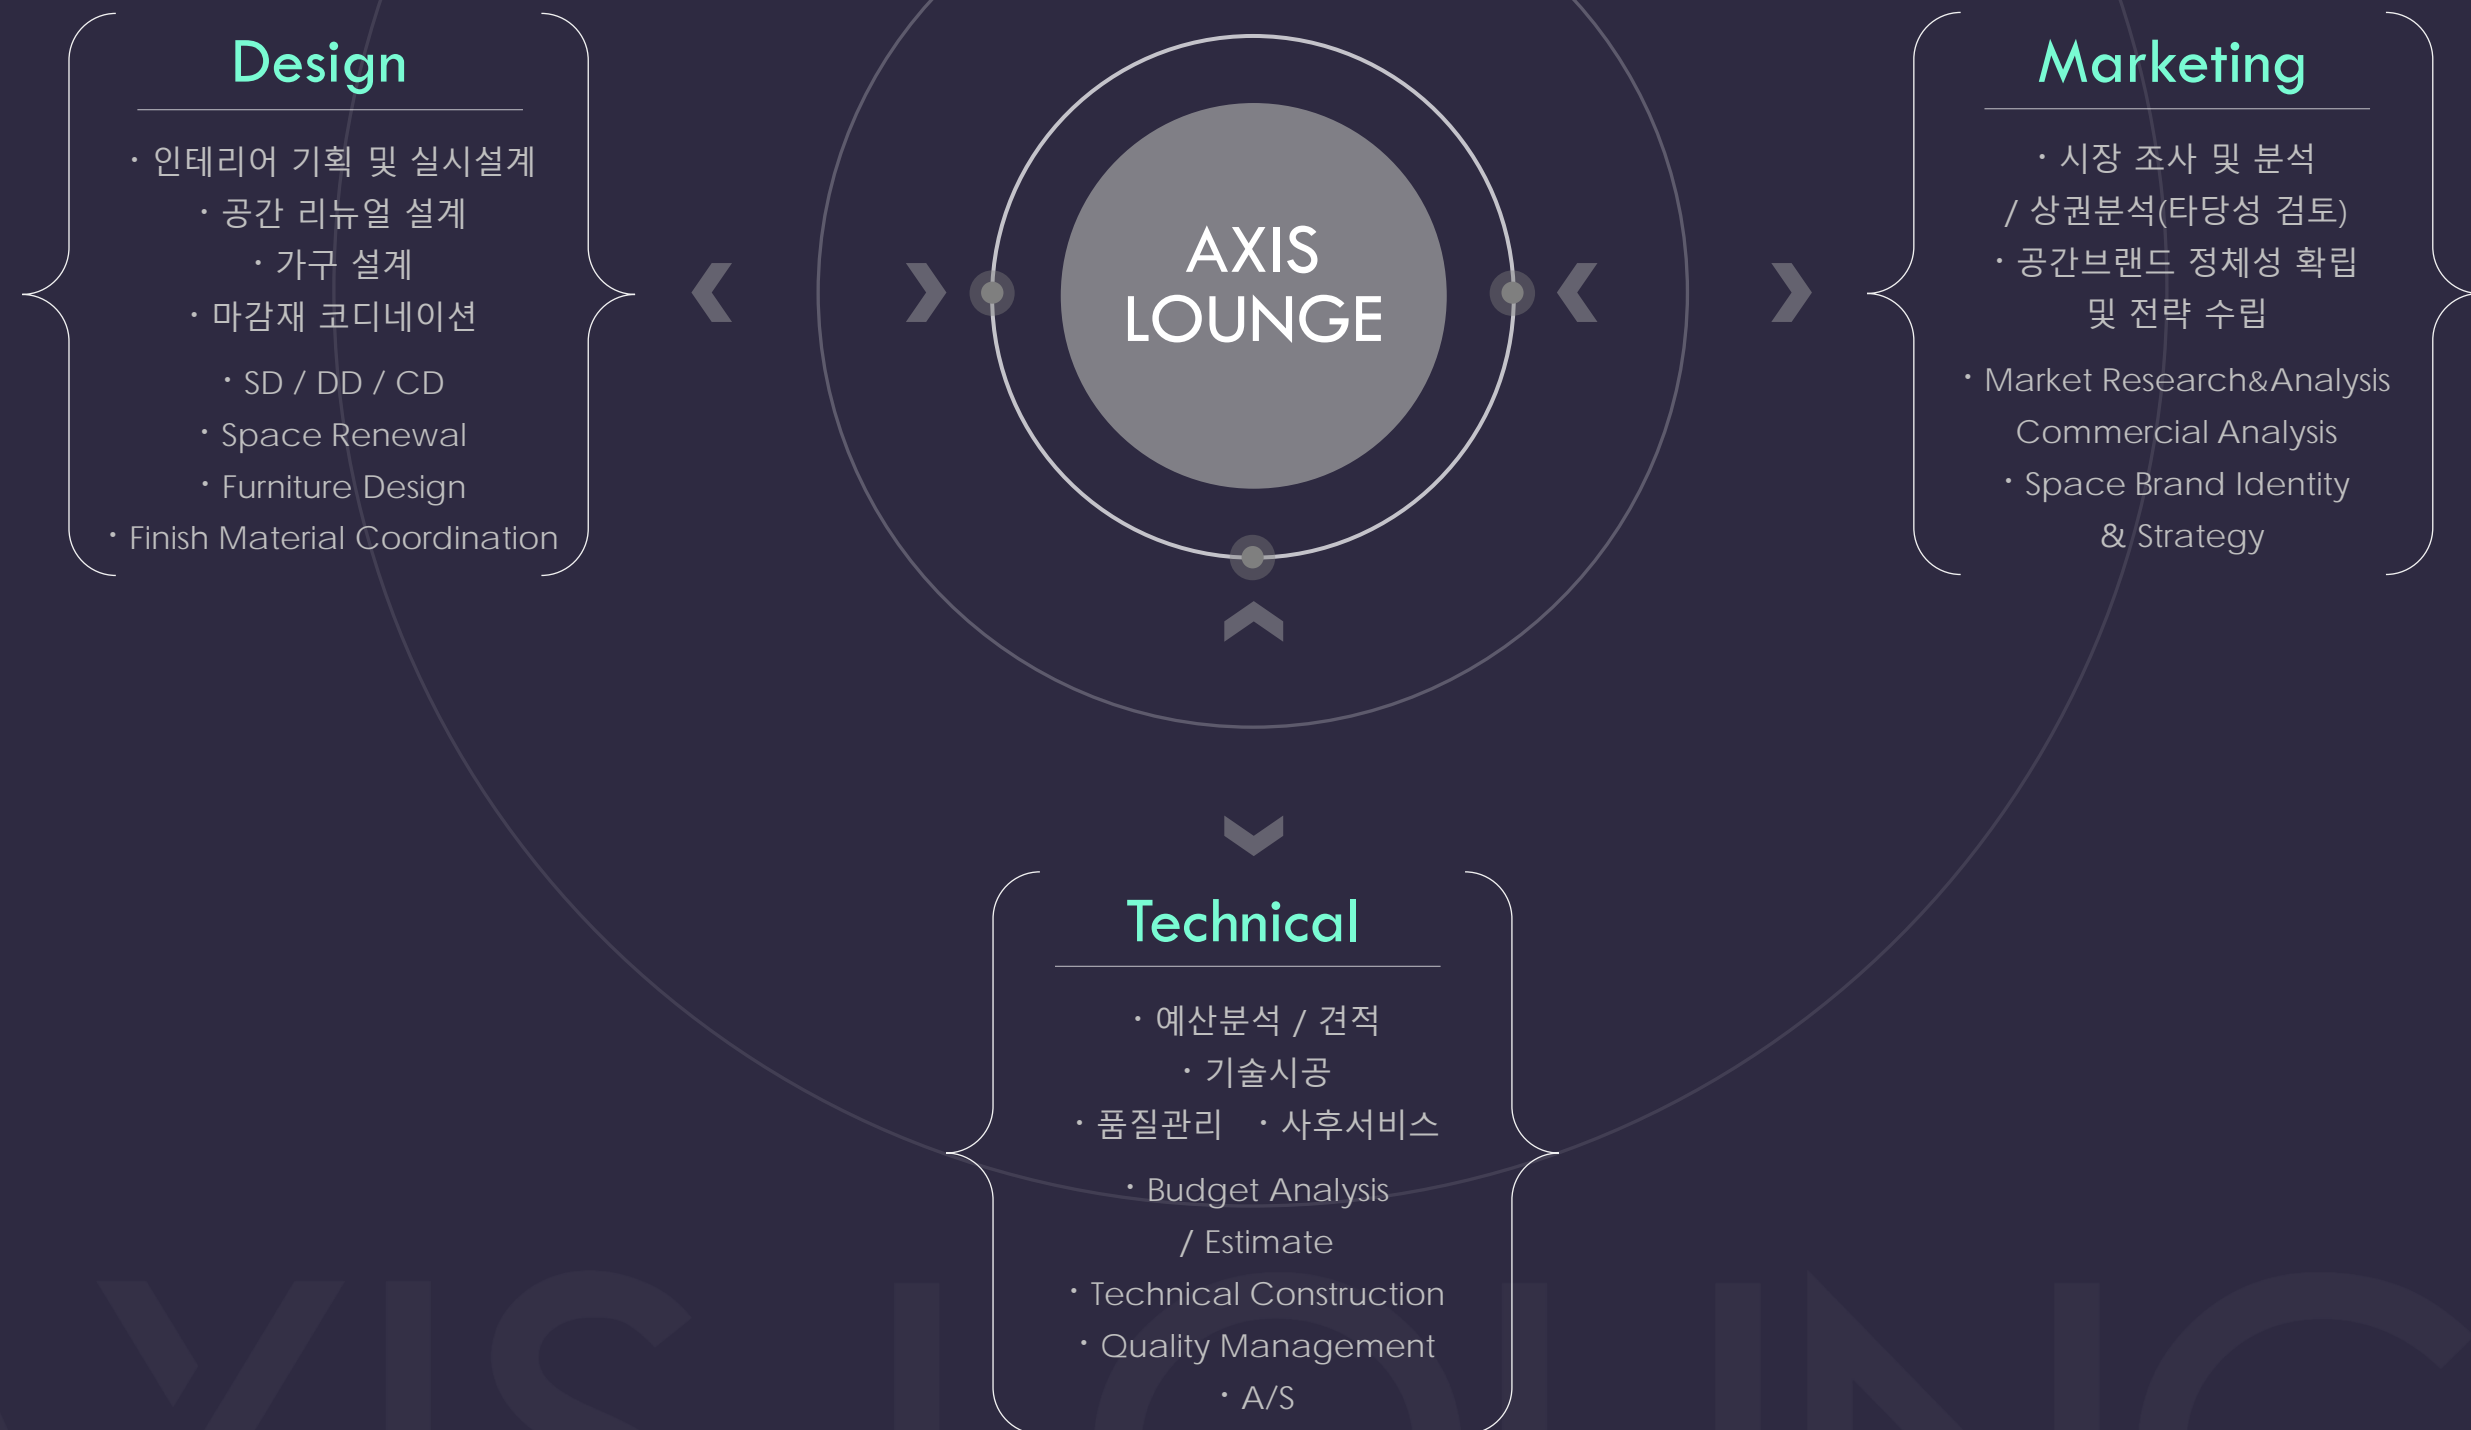 Design
· 인테리어 기획 및 실시설계
· 공간 리뉴얼 설계
· 가구 설계
· 마감재 코디네이션
· SD / DD / CD
· Space Renewal
· Furniture Design
· Finish Material Coordination
AXIS
LOUNGE
Marketing
· 시장 조사 및 분석
/ 상권분석(타당성 검토)
· 공간브랜드 정체성 확립
및 전략 수립
· Market Research&Analysis
Commercial Analysis
· Space Brand Identity
& Strategy
Technical
· 예산분석 / 견적
· 기술시공
· 품질관리 · 사후서비스
· Budget Analysis
/ Estimate
· Technical Construction
· Quality Management
· A/S